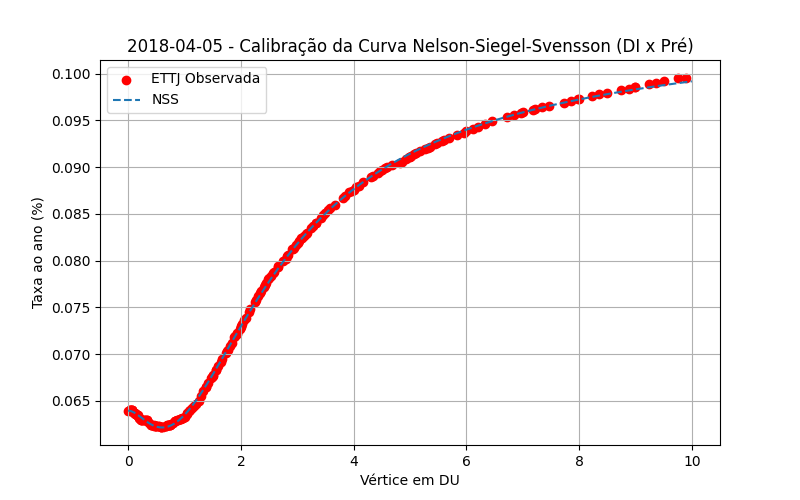 2018-04-05 - Calibração da Curva Nelson-Siegel-Svensson (DI x Pré)
ETTJ Observada
NSS
Taxa ao ano (%)
0.100
0.095
0.090
0.085
0.080
0.075
0.070
0.065
0 2 4 6 8 10
Vértice em DU